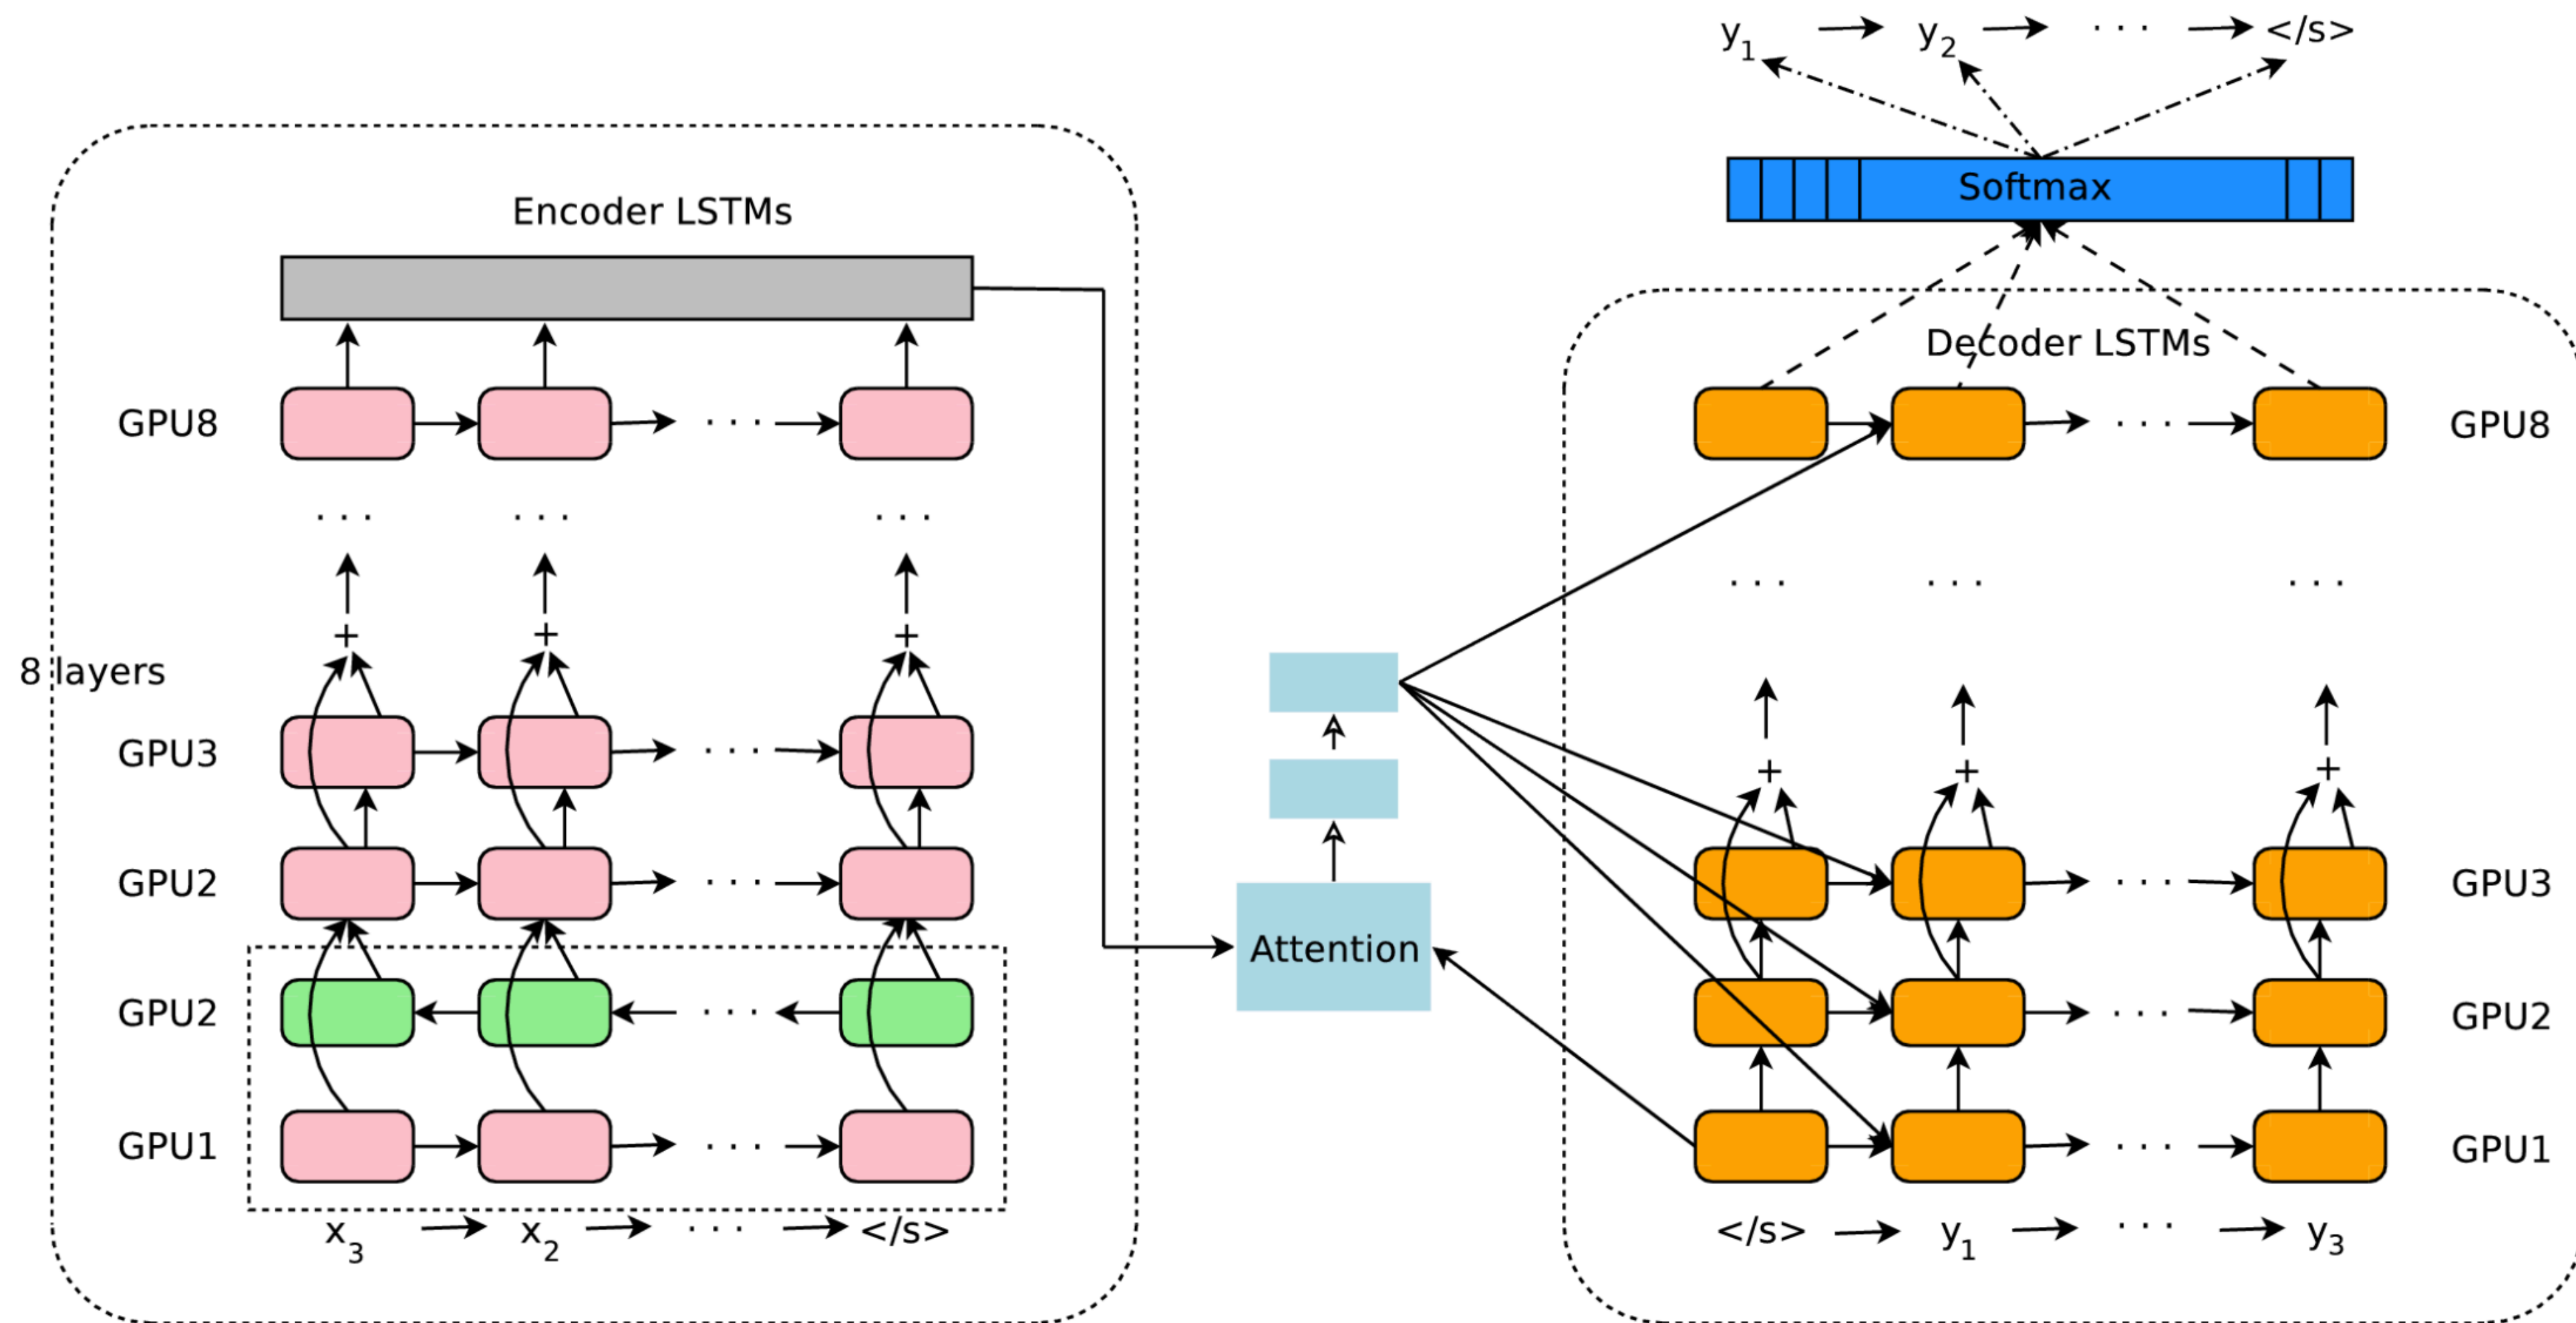 y1 → y2 → · · · → </s>
Softmax
Encoder LSTMs
Decoder LSTMs
GPU8
· · ·
GPU8
· · · · · · · · ·
· · · · · · · · ·
+ + +
8 layers
GPU3
· · ·
+ + +
GPU2
· · ·
· · ·
GPU3
Attention
GPU2
· · ·
· · ·
GPU2
GPU1
· · ·
· · ·
GPU1
x3 → x2 → · · · → </s>
</s> → y1 → · · · → y3